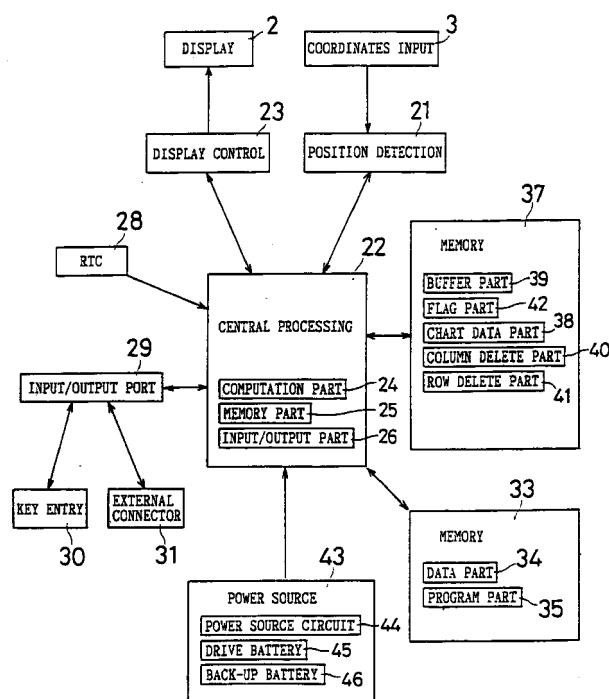 2
DISPLAY
3
COORDINATES INPUT
23
DISPLAY CONTROL
21
POSITION DETECTION
28
RTC
22
CENTRAL PROCESSING
COMPUTATION PART 24
MEMORY PART 25
INPUT/OUTPUT PART 26
37
MEMORY
BUFFER PART 39
FLAG PART 42
CHART DATA PART 38
COLUMN DELETE PART 40
ROW DELETE PART 41
29
INPUT/OUTPUT PORT
KEY ENTRY
30
EXTERNAL
CONNECTOR
31
33
MEMORY
DATA PART 34
PROGRAM PART 35
43
POWER SOURCE
POWER SOURCE CIRCUIT 44
DRIVE BATTERY 45
BACK-UP BATTERY 46